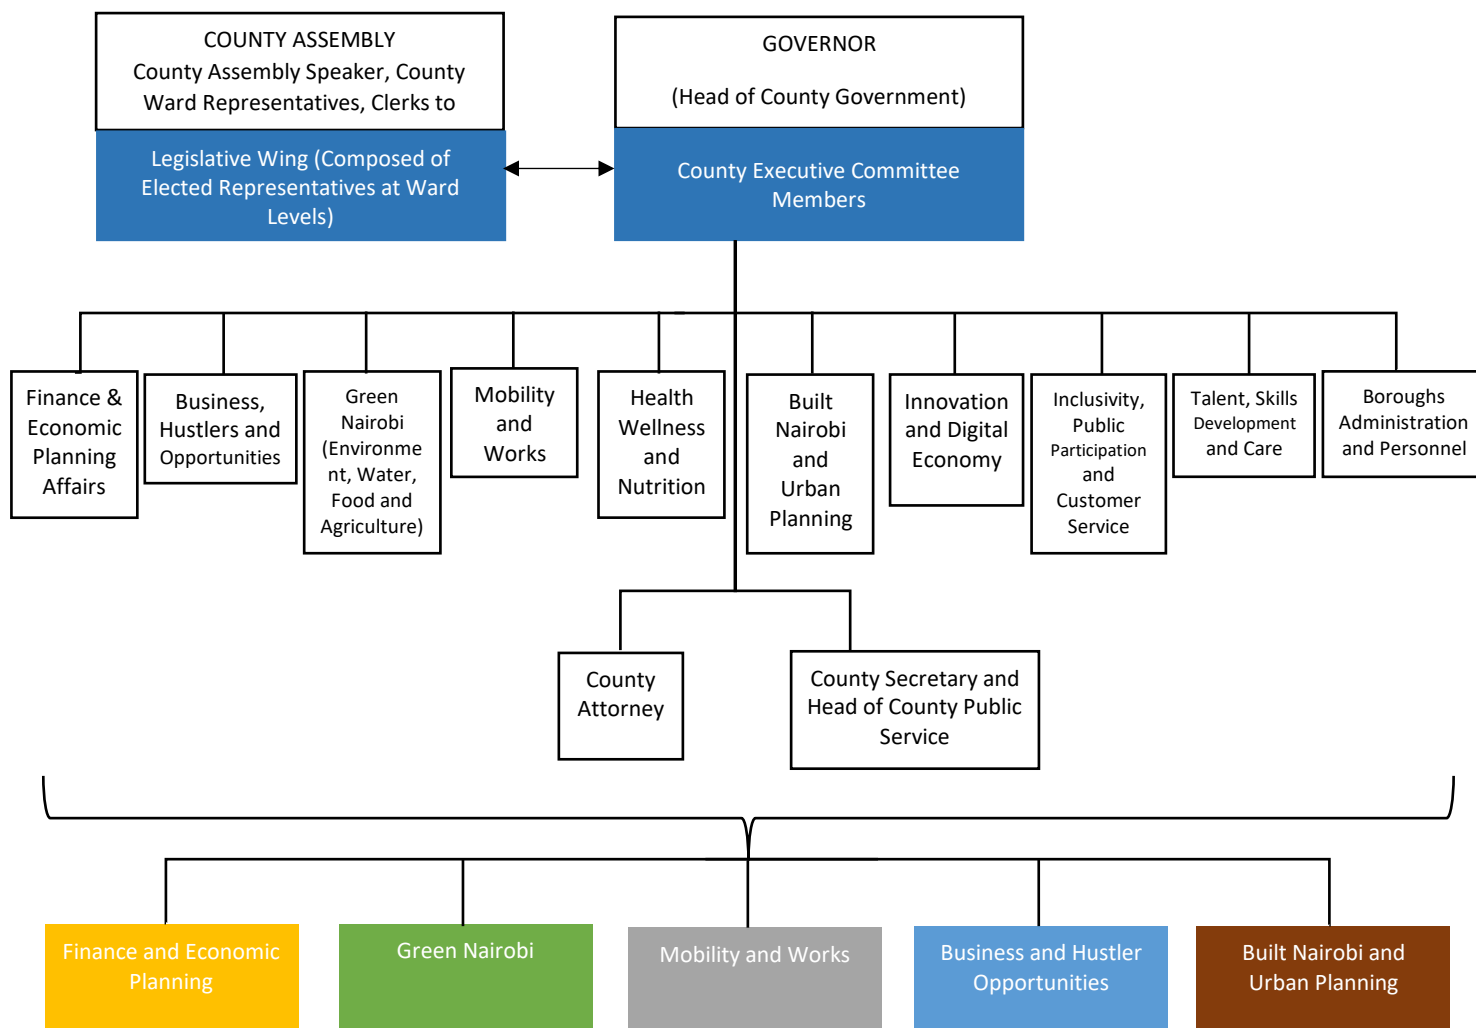 COUNTY ASSEMBLY
County Assembly Speaker, County
Ward Representatives, Clerks to
GOVERNOR
(Head of County Government)
Legislative Wing (Composed of
Elected Representatives at Ward
Levels)
County Executive Committee
Members
Finance &
Economic
Planning
Affairs
Business,
Hustlers and
Opportunities
Green
Nairobi
(Environme
nt, Water,
Food and
Agriculture)
Mobility
and
Works
Health
Wellness
and
Nutrition
Built
Nairobi
and
Urban
Planning
Innovation
and Digital
Economy
Inclusivity,
Public
Participation
and
Customer
Service
Talent, Skills
Development
and Care
Boroughs
Administration
and Personnel
County
Attorney
County Secretary and
Head of County Public
Service
Finance and Economic
Planning
Green Nairobi
Mobility and Works
Business and Hustler
Opportunities
Built Nairobi and
Urban Planning